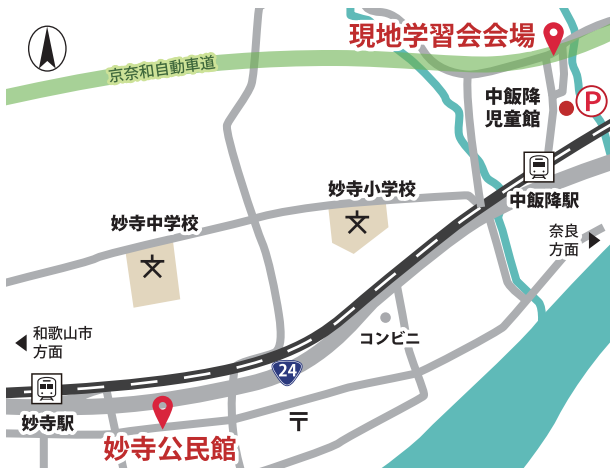 現地学習会会場
京奈和自動車道
中飯降
児童館
P
妙寺小学校
中飯降駅
妙寺中学校
奈良
方面
和歌山市
方面
コンビニ
24
妙寺駅
妙寺公民館